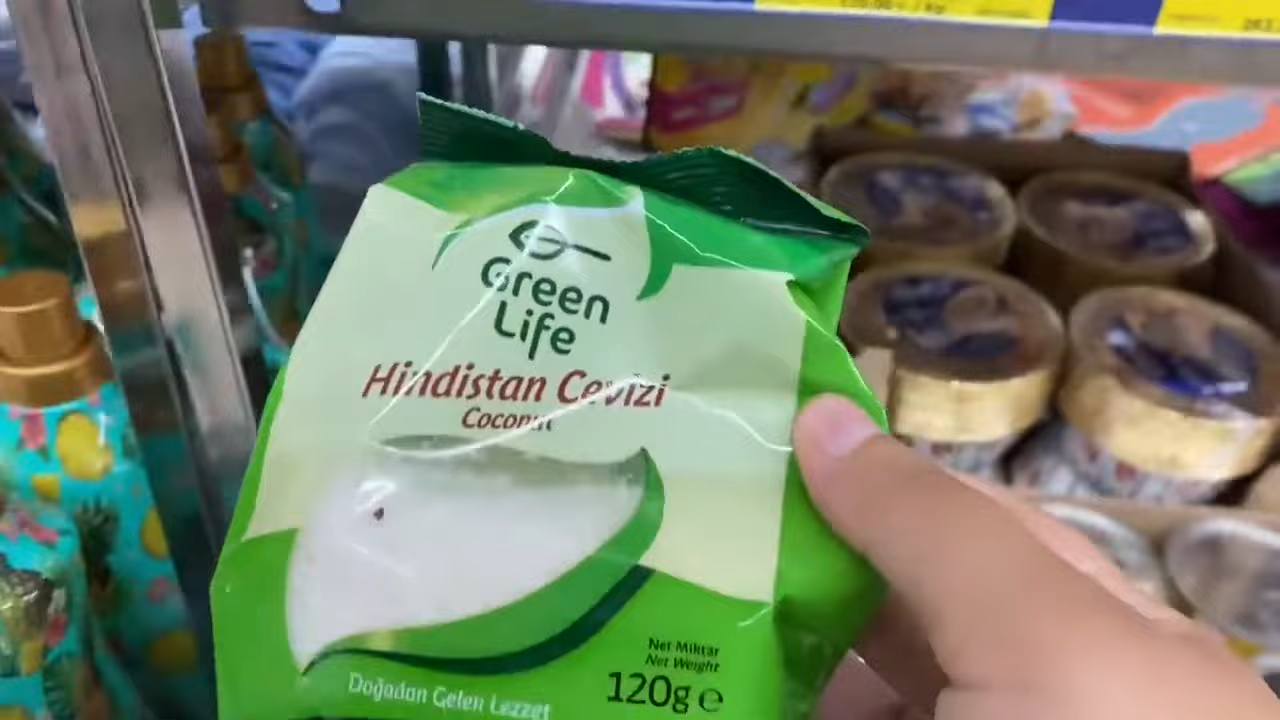 Green
Life
Hindistan Cevizi
Coconut
Net Miktar
Net Weight
120g e
Doğadan Gelen Lezzet